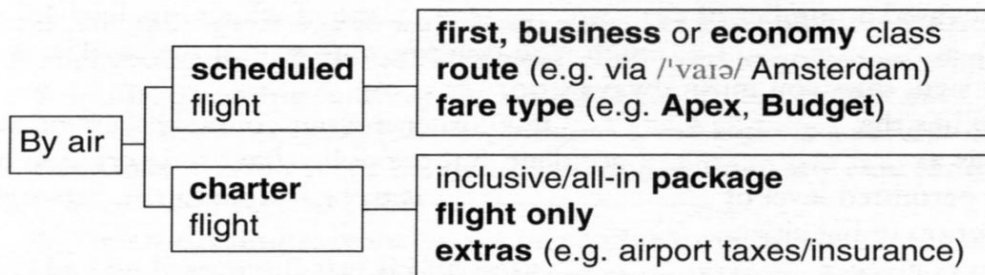 By air
scheduled
flight
first, business or economy class
route (e.g. via /'vaɪə/ Amsterdam)
fare type (e.g. Apex, Budget)
charter
flight
inclusive/all-in package
flight only
extras (e.g. airport taxes/insurance)